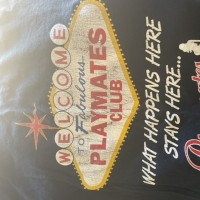 WELCOME
TO Fabulous
PLAYMATES
CLUB
WHAT HAPPENS HERE
STAYS HERE...